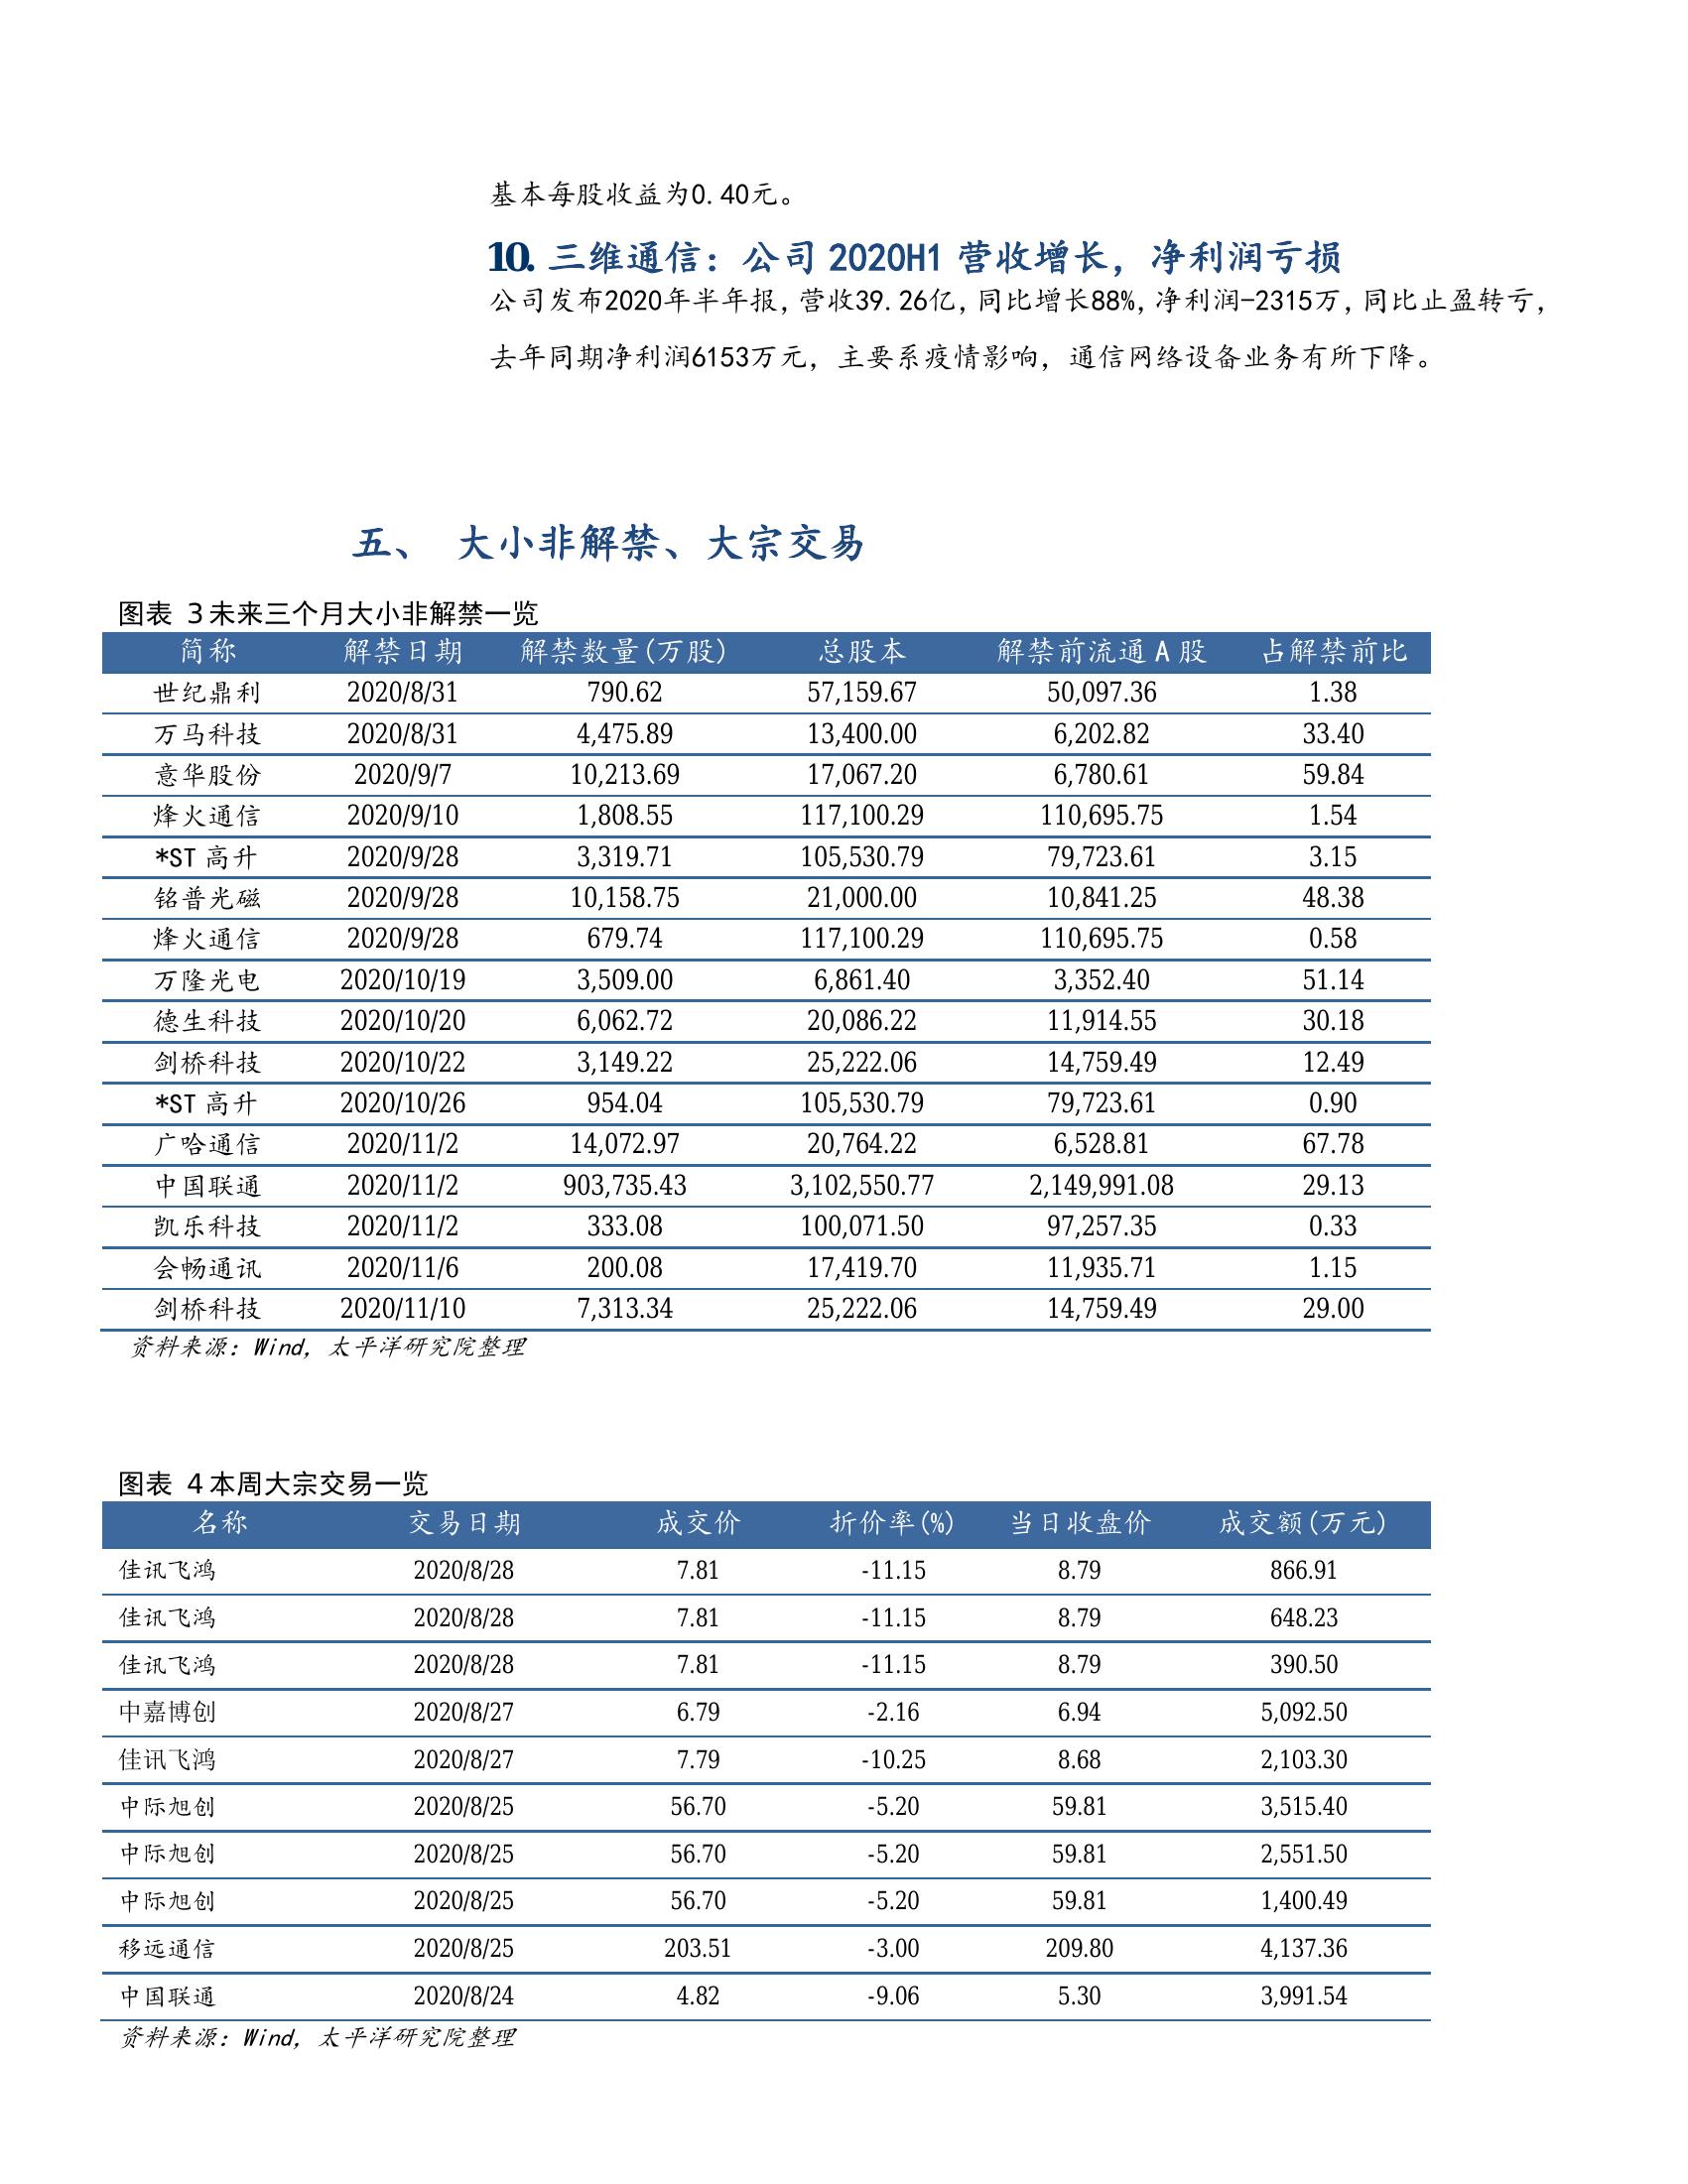 基本每股收益为0.40元。
10. 三维通信：公司 2020H1 营收增长，净利润亏损
公司发布2020年半年报,营收39.26亿,同比增长88%,净利润-2315万,同比止盈转亏，
去年同期净利润6153万元，主要系疫情影响，通信网络设备业务有所下降。
五、 大小非解禁、大宗交易
图表 3 未来三个月大小非解禁一览
简称 解禁日期 解禁数量(万股) 总股本 解禁前流通 A 股 占解禁前比
世纪鼎利 2020/8/31 790.62 57,159.67 50,097.36 1.38
万马科技 2020/8/31 4,475.89 13,400.00 6,202.82 33.40
意华股份 2020/9/7 10,213.69 17,067.20 6,780.61 59.84
烽火通信 2020/9/10 1,808.55 117,100.29 110,695.75 1.54
*ST 高升 2020/9/28 3,319.71 105,530.79 79,723.61 3.15
铭普光磁 2020/9/28 10,158.75 21,000.00 10,841.25 48.38
烽火通信 2020/9/28 679.74 117,100.29 110,695.75 0.58
万隆光电 2020/10/19 3,509.00 6,861.40 3,352.40 51.14
德生科技 2020/10/20 6,062.72 20,086.22 11,914.55 30.18
剑桥科技 2020/10/22 3,149.22 25,222.06 14,759.49 12.49
*ST 高升 2020/10/26 954.04 105,530.79 79,723.61 0.90
广哈通信 2020/11/2 14,072.97 20,764.22 6,528.81 67.78
中国联通 2020/11/2 903,735.43 3,102,550.77 2,149,991.08 29.13
凯乐科技 2020/11/2 333.08 100,071.50 97,257.35 0.33
会畅通讯 2020/11/6 200.08 17,419.70 11,935.71 1.15
剑桥科技 2020/11/10 7,313.34 25,222.06 14,759.49 29.00
资料来源：Wind，太平洋研究院整理
图表 4 本周大宗交易一览
名称 交易日期 成交价 折价率(%) 当日收盘价 成交额(万元)
佳讯飞鸿 2020/8/28 7.81 -11.15 8.79 866.91
佳讯飞鸿 2020/8/28 7.81 -11.15 8.79 648.23
佳讯飞鸿 2020/8/28 7.81 -11.15 8.79 390.50
中嘉博创 2020/8/27 6.79 -2.16 6.94 5,092.50
佳讯飞鸿 2020/8/27 7.79 -10.25 8.68 2,103.30
中际旭创 2020/8/25 56.70 -5.20 59.81 3,515.40
中际旭创 2020/8/25 56.70 -5.20 59.81 2,551.50
中际旭创 2020/8/25 56.70 -5.20 59.81 1,400.49
移远通信 2020/8/25 203.51 -3.00 209.80 4,137.36
中国联通 2020/8/24 4.82 -9.06 5.30 3,991.54
资料来源：Wind，太平洋研究院整理